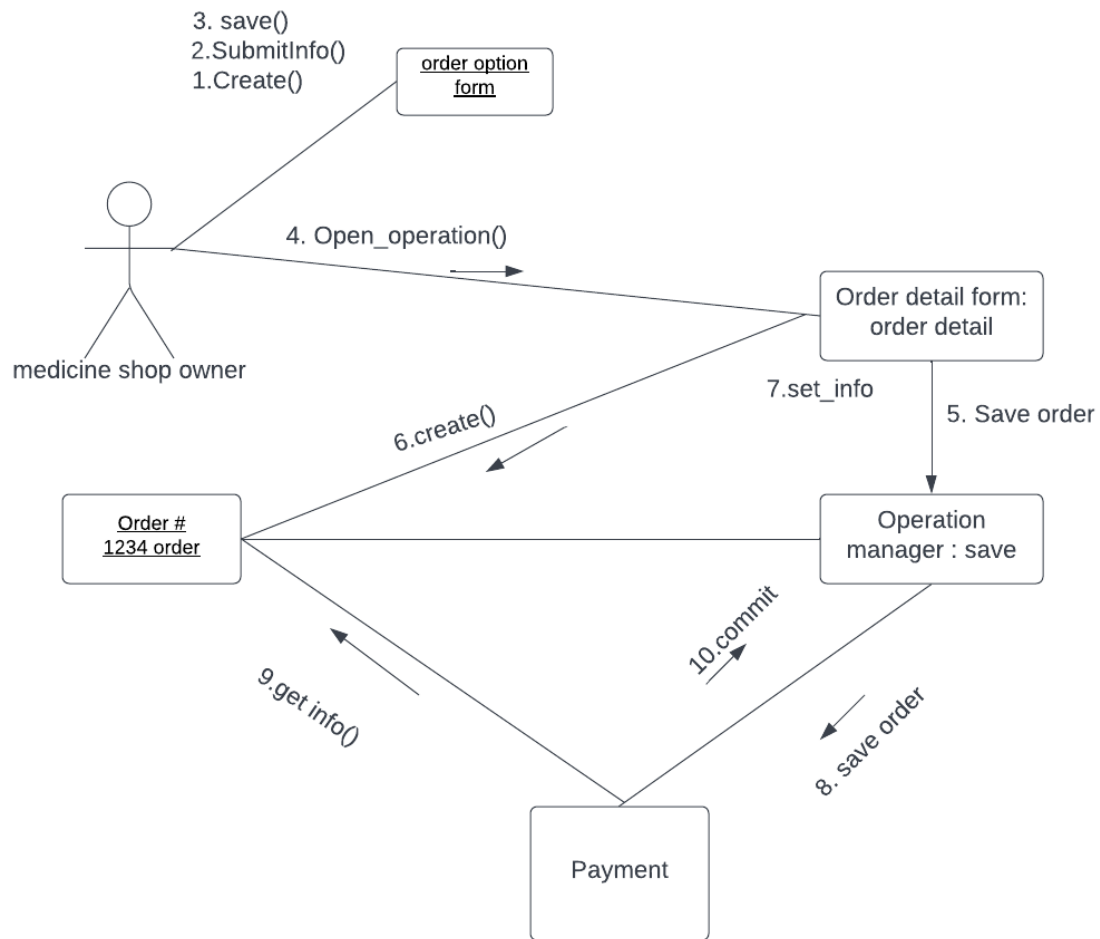 3. save()
2.SubmitInfo()
1.Create()
order option
form
4. Open_operation()
medicine shop owner
Order detail form:
order detail
7.set_info
5. Save order
6.create()
Order #
1234 order
Operation
manager : save
10.commit
9.get info()
8. save order
Payment